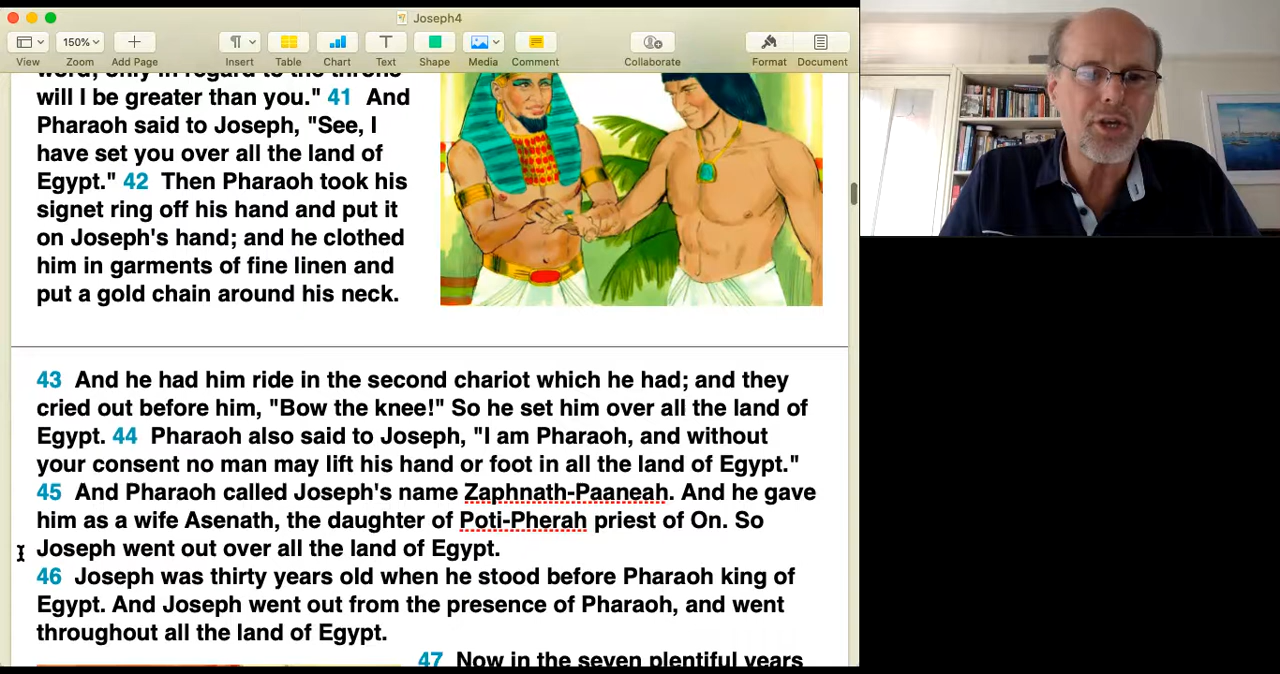 Joseph4
150%
View
Zoom
Add Page
Insert
Table
Chart
Text
Shape
Media
Comment
Collaborate
Format
Document
word, only in regard to the throne
will I be greater than you." 41 And
Pharaoh said to Joseph, "See, I
have set you over all the land of
Egypt." 42 Then Pharaoh took his
signet ring off his hand and put it
on Joseph's hand; and he clothed
him in garments of fine linen and
put a gold chain around his neck.
43 And he had him ride in the second chariot which he had; and they
cried out before him, "Bow the knee!" So he set him over all the land of
Egypt. 44 Pharaoh also said to Joseph, "I am Pharaoh, and without
your consent no man may lift his hand or foot in all the land of Egypt."
45 And Pharaoh called Joseph's name Zaphnath-Paaneah. And he gave
him as a wife Asenath, the daughter of Poti-Pherah priest of On. So
Joseph went out over all the land of Egypt.
46 Joseph was thirty years old when he stood before Pharaoh king of
Egypt. And Joseph went out from the presence of Pharaoh, and went
throughout all the land of Egypt.
47 Now in the seven plentiful years